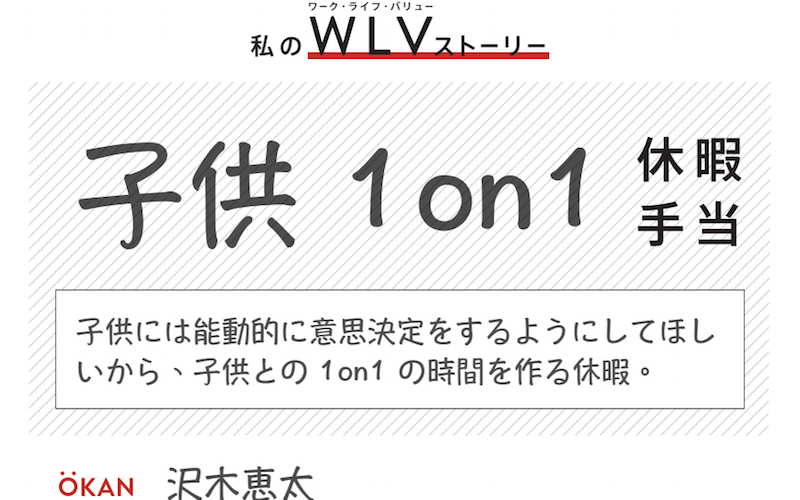 ワーク・ライフ・バリュー
私のWLVストーリー
子供 1on1 休暇
手当
子供には能動的に意思決定をするようにしてほし
いから、子供との 1on1 の時間を作る休暇。
ÖKAN 沢木恵太